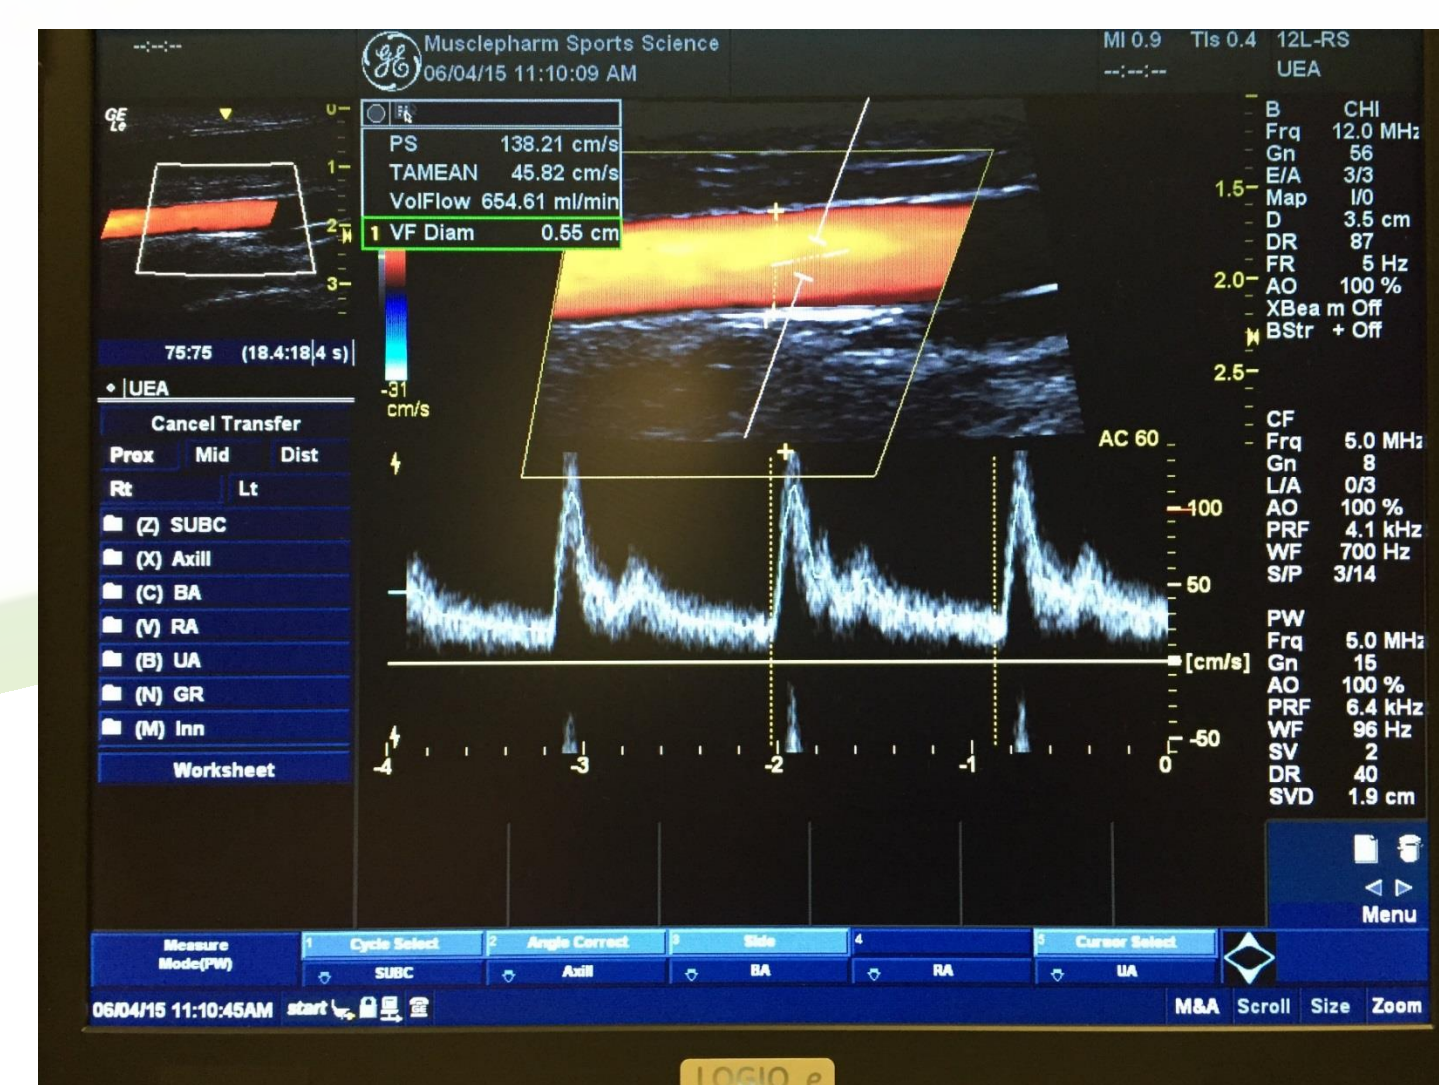 --:--:--
GE
Musclepharm Sports Science
06/04/15 11:10:09 AM
MI 0.9 TIs 0.4 12L-RS
--:--:-- UEA
GE
Le
0
1
2
3
PS 138.21 cm/s
TAMEAN 45.82 cm/s
VolFlow 654.61 ml/min
1 VF Diam 0.55 cm
-31
cm/s
75:75 (18.4:18.4 s)
UEA
Cancel Transfer
Prox Mid Dist
Rt Lt
(Z) SUBC
(X) Axill
(C) BA
(V) RA
(B) UA
(N) GR
(M) Inn
Worksheet
1.5
2.0
2.5
AC 60
100
50
[cm/s]
-50
-4 -3 -2 -1 0
B CHI
Frq 12.0 MHz
Gn 56
E/A 3/3
Map I/0
D 3.5 cm
DR 87
FR 5 Hz
AO 100 %
XBeam Off
BStr + Off
CF
Frq 5.0 MHz
Gn 8
L/A 0/3
AO 100 %
PRF 4.1 kHz
WF 700 Hz
S/P 3/14
PW
Frq 5.0 MHz
Gn 15
AO 100 %
PRF 6.4 kHz
WF 96 Hz
SV 2
DR 40
SVD 1.9 cm
Menu
Measure
Mode(PW)
1 Cycle Select 2 Angle Correct 3 Side 4 5 Cursor Select
SUBC Axill BA RA UA
06/04/15 11:10:45AM start GE M&A Scroll Size Zoom
LOGIQ e